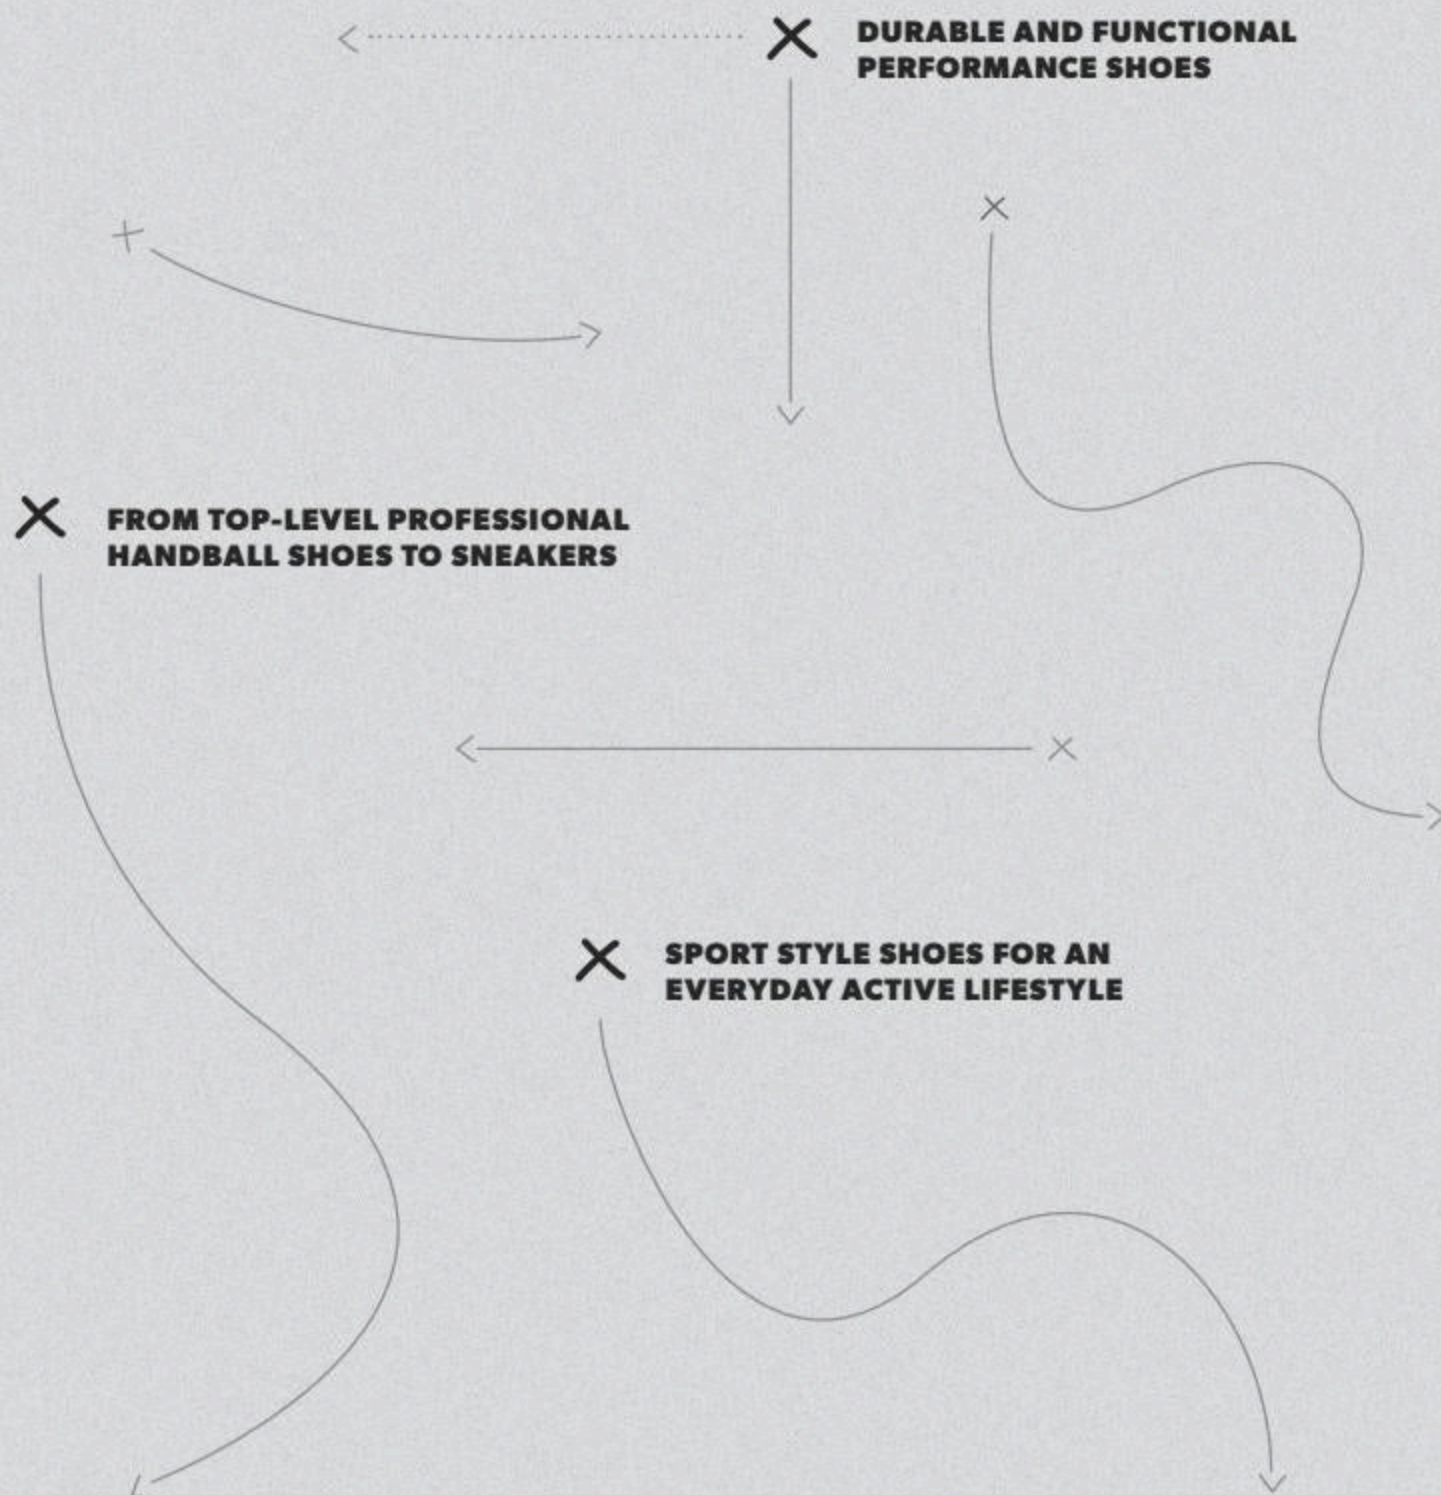 DURABLE AND FUNCTIONAL
PERFORMANCE SHOES
FROM TOP-LEVEL PROFESSIONAL
HANDBALL SHOES TO SNEAKERS
SPORT STYLE SHOES FOR AN
EVERYDAY ACTIVE LIFESTYLE